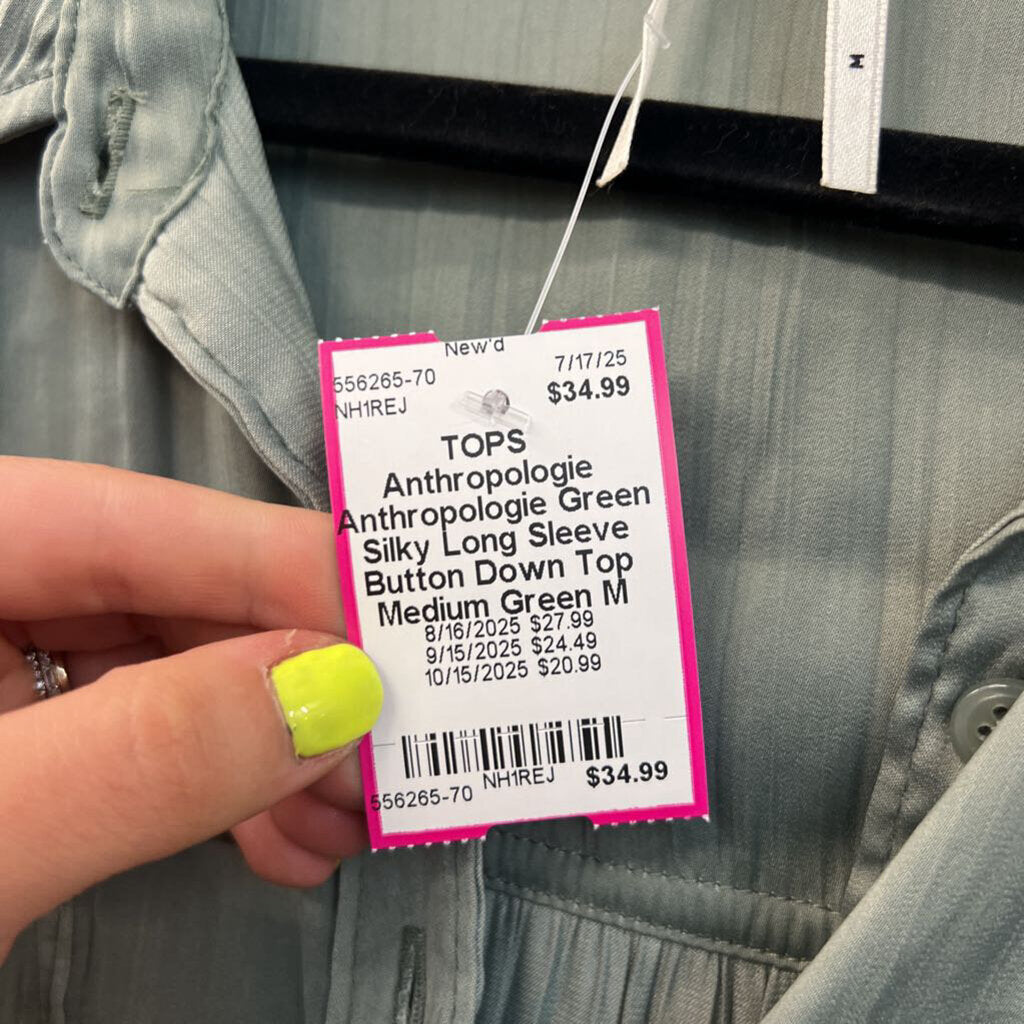 M
New'd
556265-70 7/17/25
NH1REJ $34.99
TOPS
Anthropologie
Anthropologie Green
Silky Long Sleeve
Button Down Top
Medium Green M
8/16/2025 $27.99
9/15/2025 $24.49
10/15/2025 $20.99
556265-70 NH1REJ $34.99